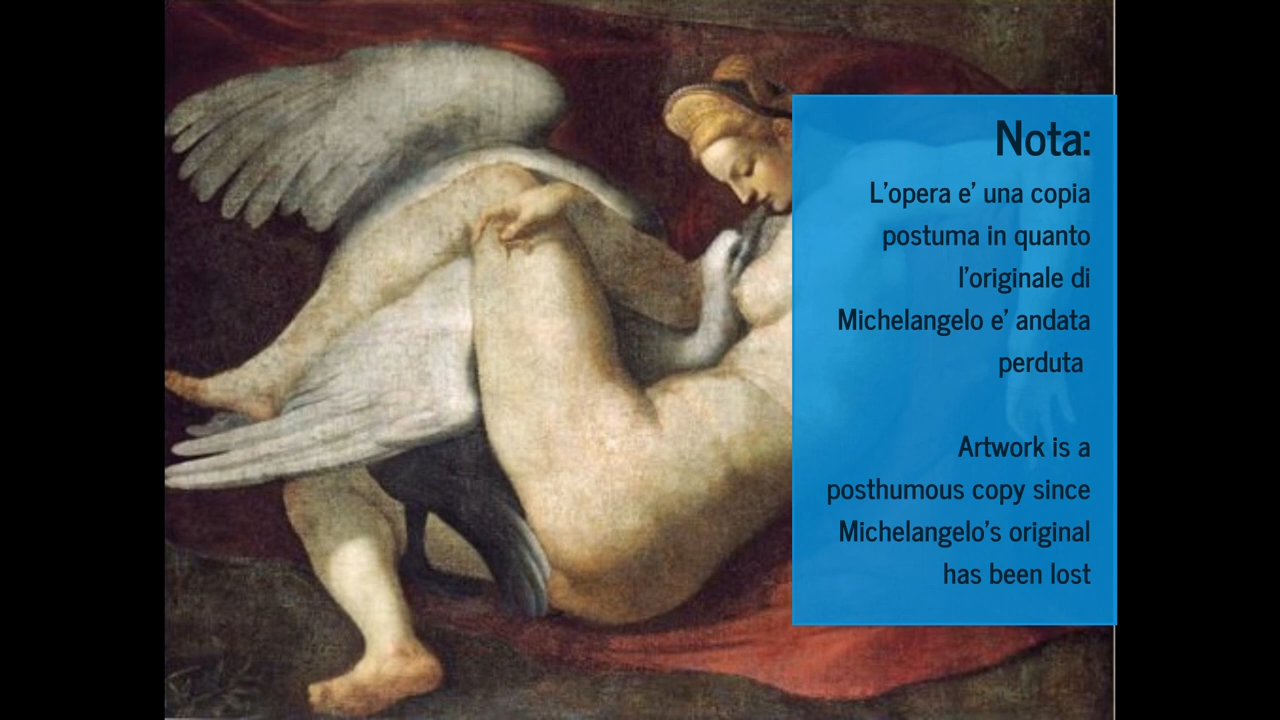 Nota:
L'opera e' una copia
postuma in quanto
l'originale di
Michelangelo e' andata
perduta
Artwork is a
posthumous copy since
Michelangelo's original
has been lost